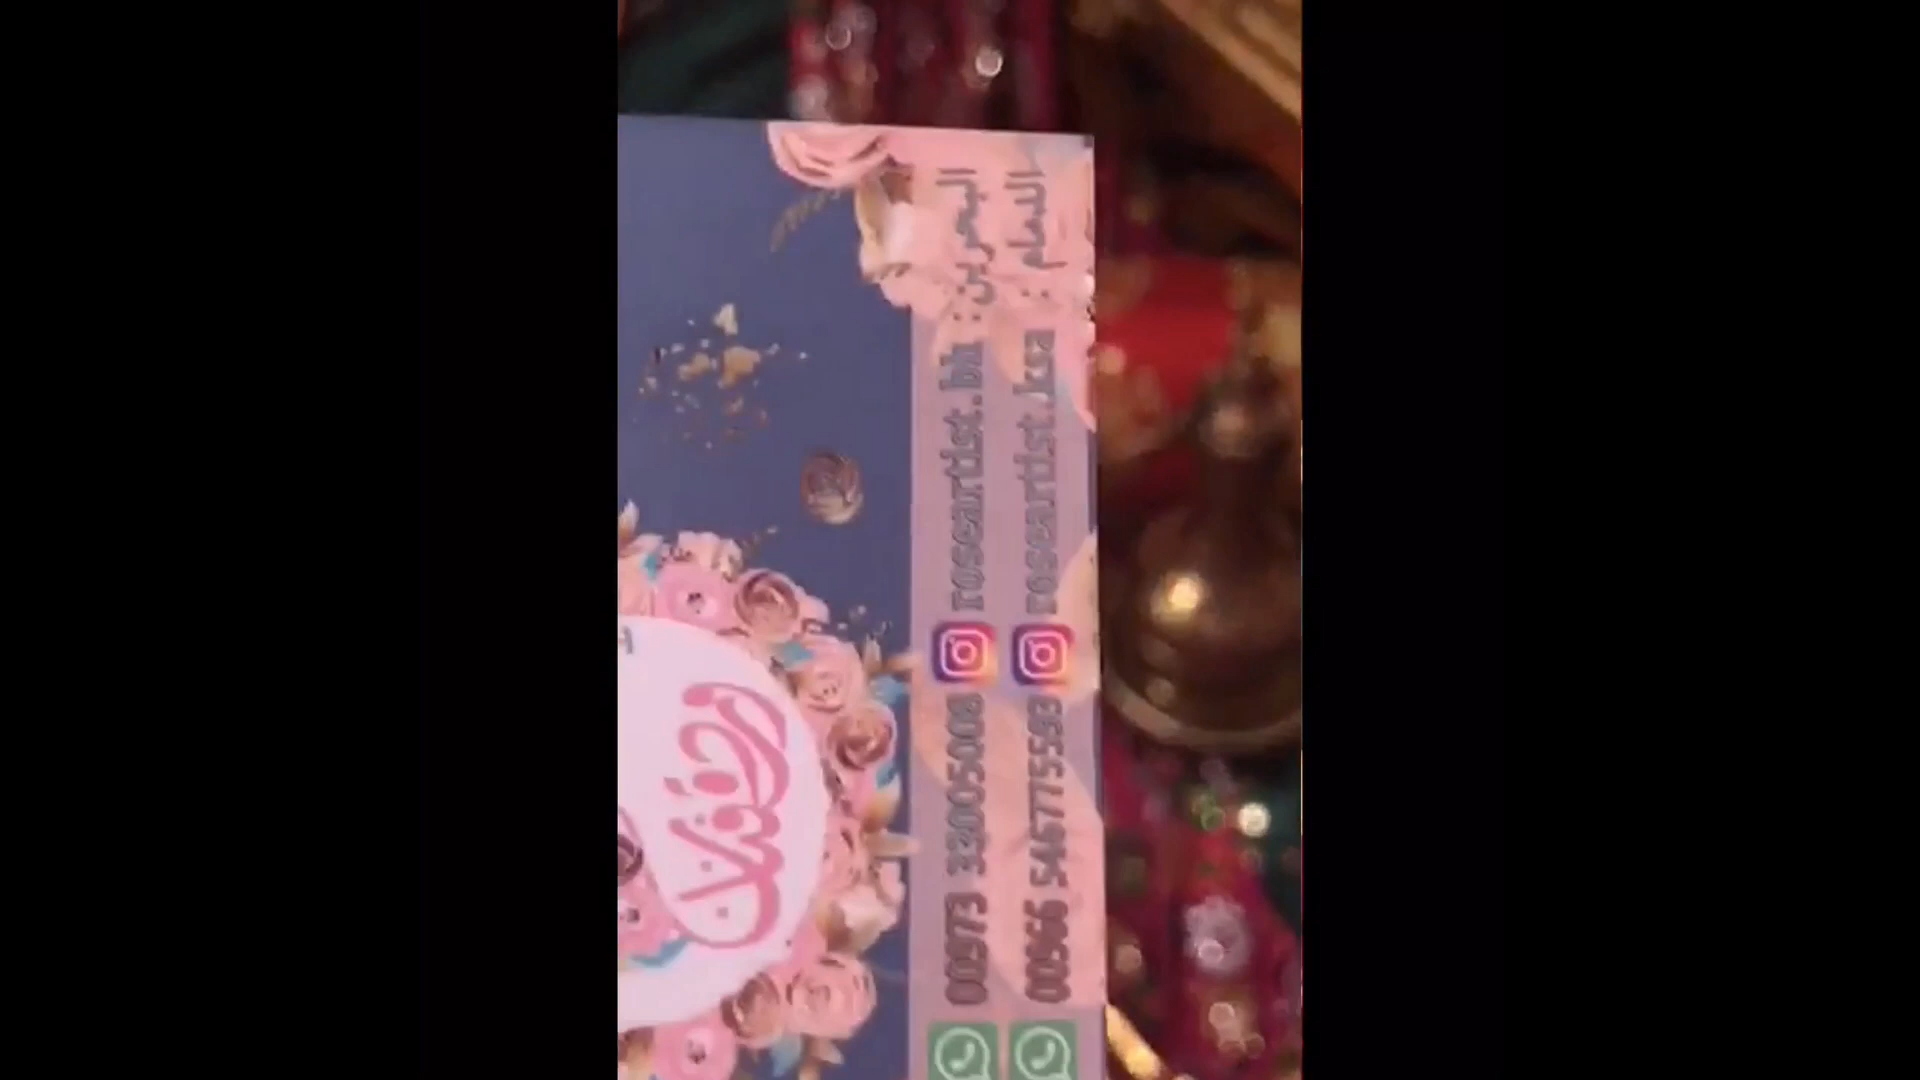 البحرين : roseartist.bh 00973 33005008
الدمام : roseartist.ksa 00966 546775593